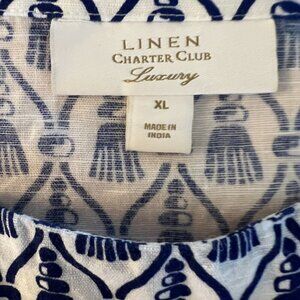 LINEN
CHARTER CLUB
Luxury
XL
MADE IN
INDIA